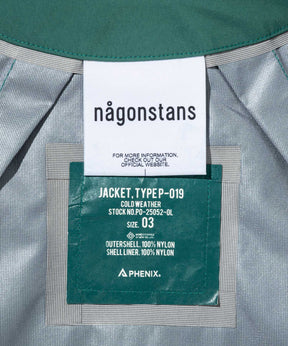 någonstans
FOR MORE INFORMATION,
CHECK OUT OUR
OFFICIAL WEBSITE.
JACKET, TYPE P-019
COLD WEATHER
STOCK NO. PO-25052-OL
SIZE. 03
OUTERSHELL. 100% NYLON
SHELL LINER. 100% NYLON
PHENIX.